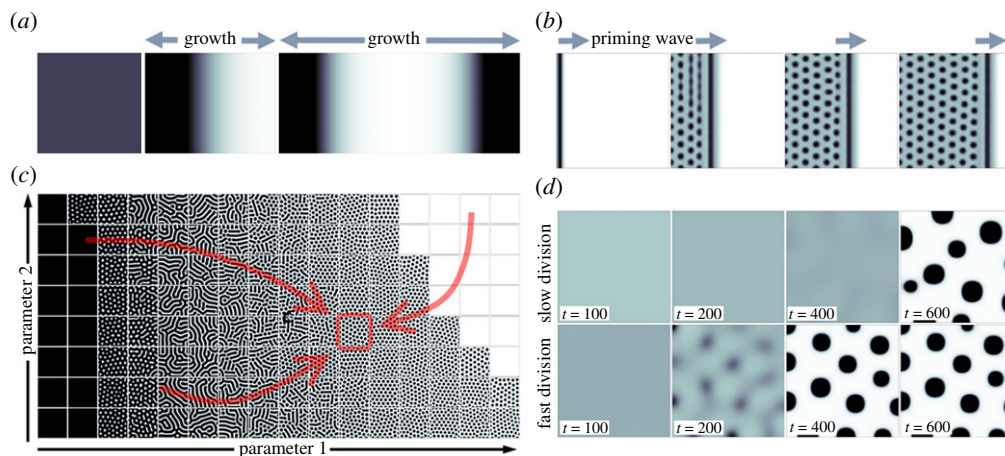 (a)
growth
growth
(b)
priming wave
(c)
parameter 2
parameter 1
(d)
slow division
t = 100
t = 200
t = 400
t = 600
fast division
t = 100
t = 200
t = 400
t = 600